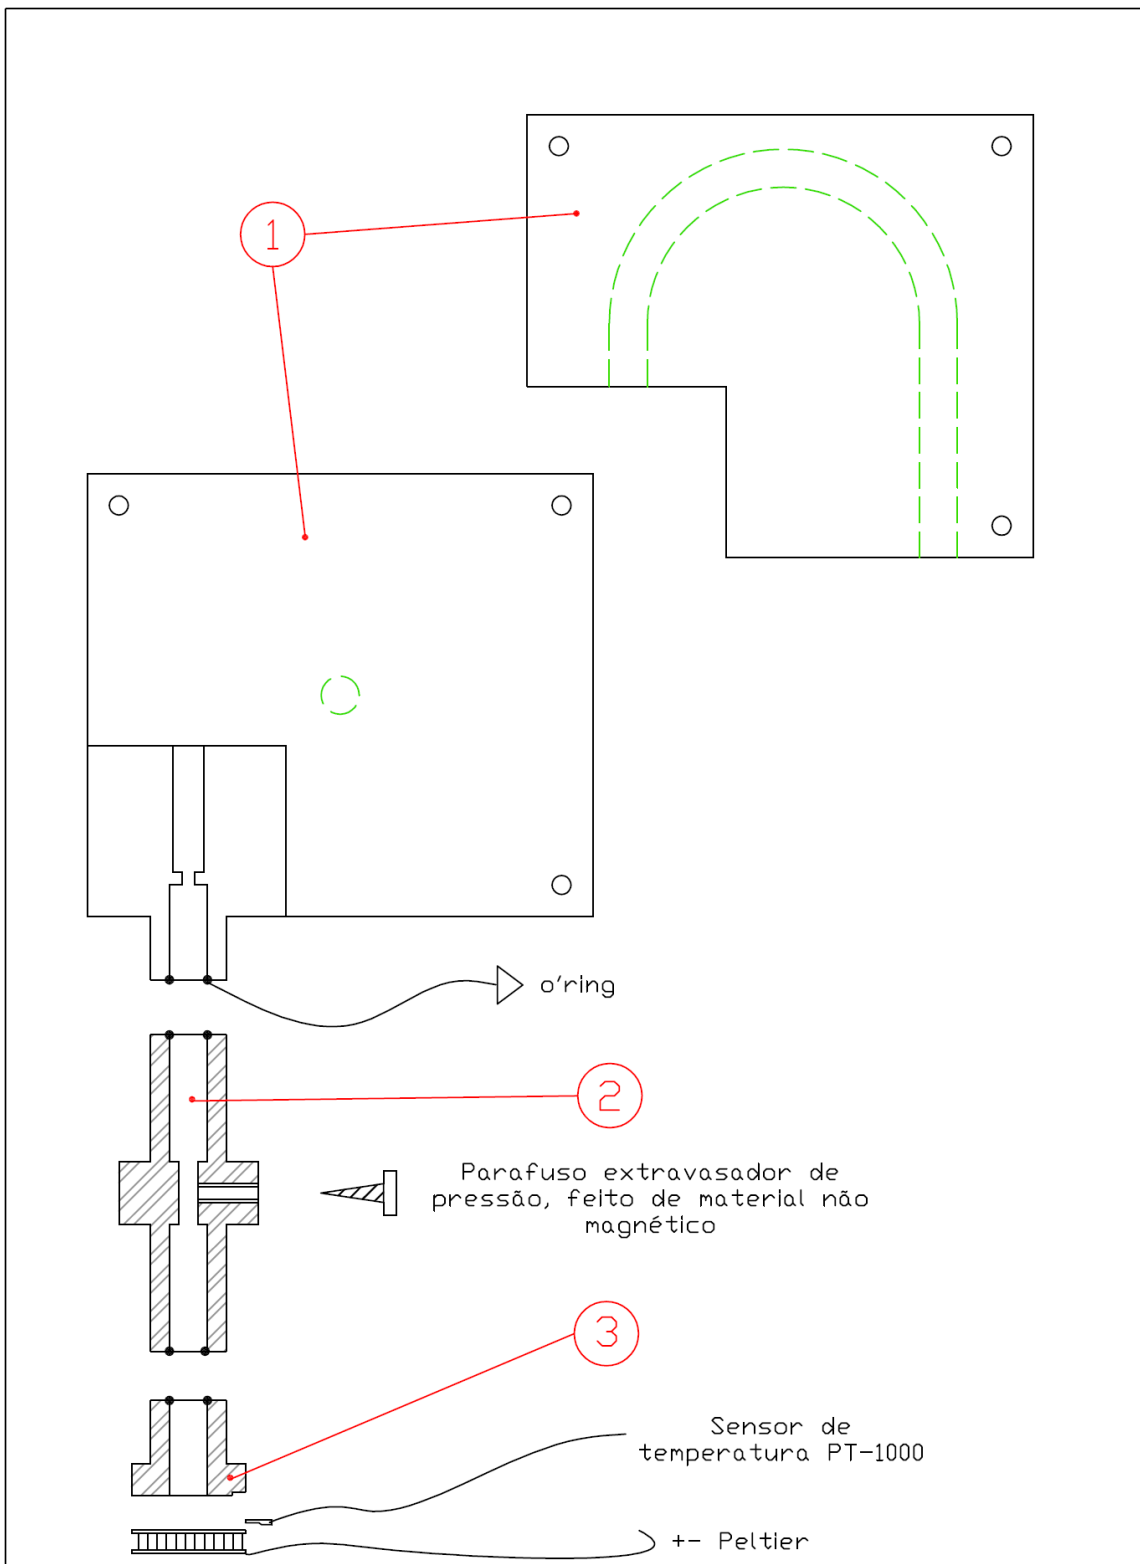 1
o'ring
2
Parafuso extravasador de
pressão, feito de material não
magnético
3
Sensor de
temperatura PT-1000
+- Peltier